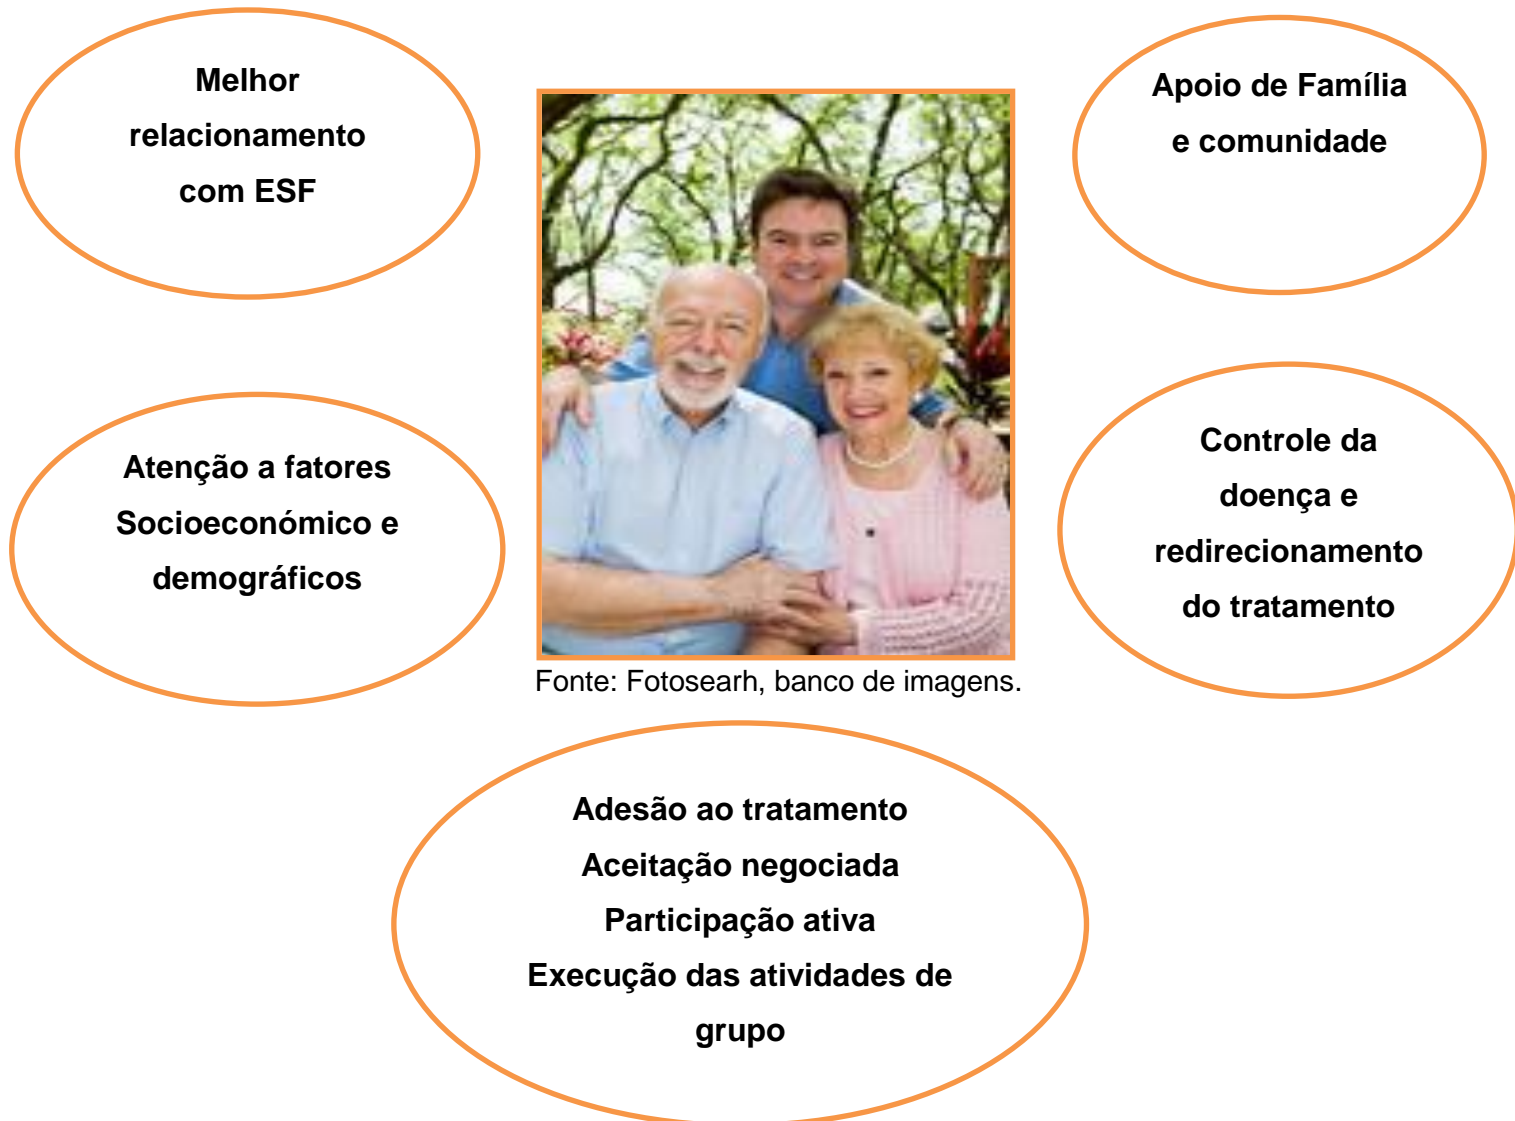 Melhor
relacionamento
com ESF
Apoio de Família
e comunidade
Atenção a fatores
Socioeconómico e
demográficos
Controle da
doença e
redirecionamento
do tratamento
Fonte: Fotosearh, banco de imagens.
Adesão ao tratamento
Aceitação negociada
Participação ativa
Execução das atividades de
grupo